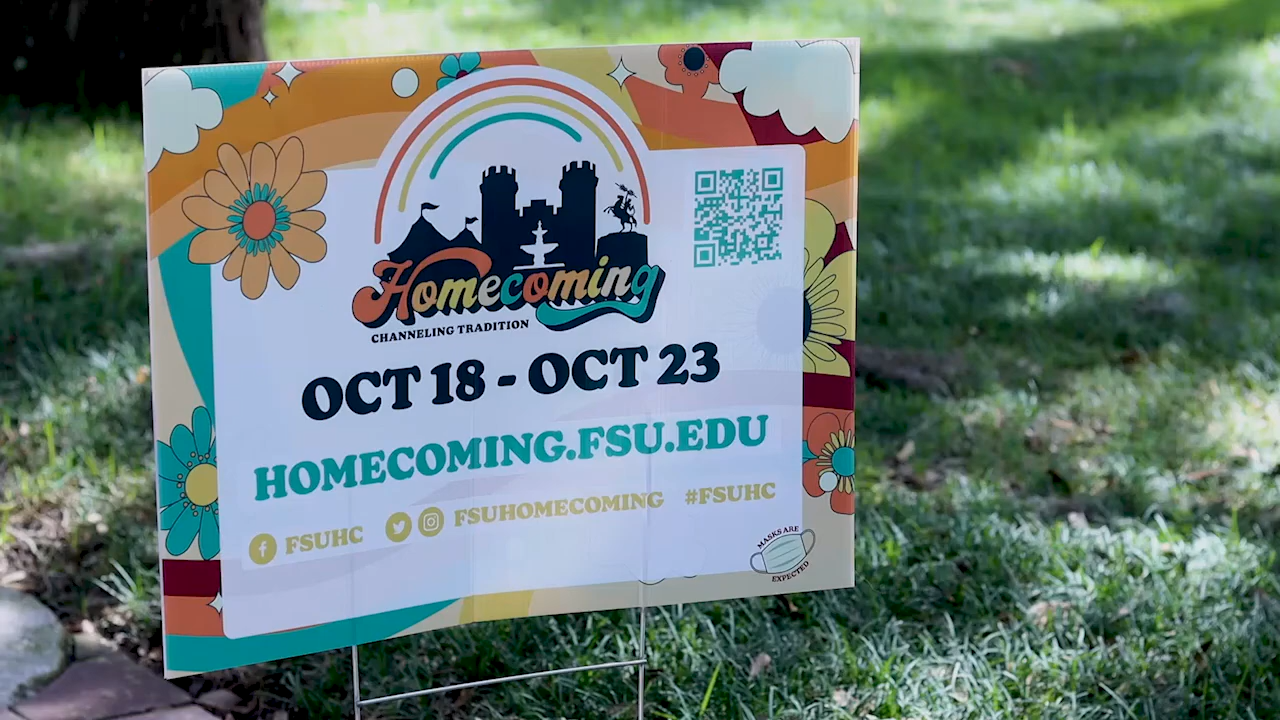 Homecoming
CHANNELING TRADITION
OCT 18 - OCT 23
HOMECOMING.FSU.EDU
FSUHC FSUHOMECOMING #FSUHC
MASKS ARE
EXPECTED